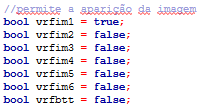 //permite a aparição da imagem
bool vrfim1 = true;
bool vrfim2 = false;
bool vrfim3 = false;
bool vrfim4 = false;
bool vrfim5 = false;
bool vrfim6 = false;
bool vrfbtt = false;